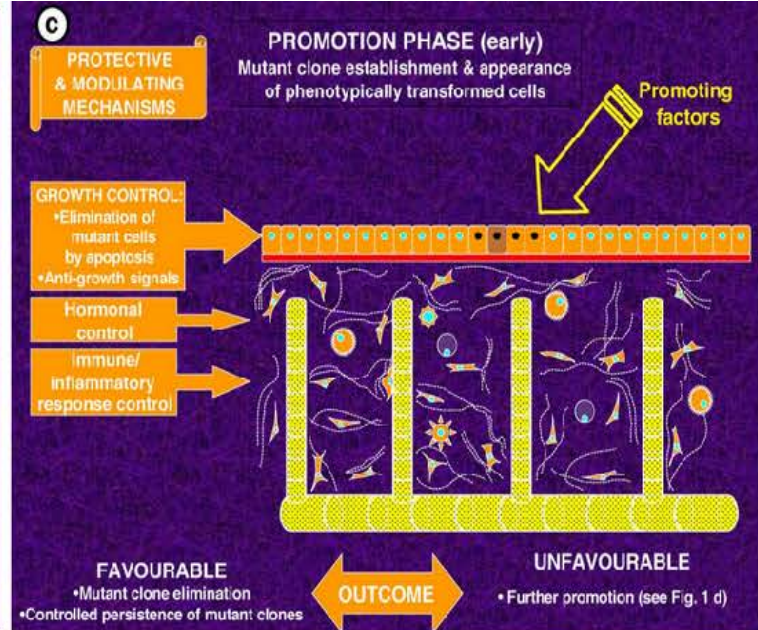 C
PROTECTIVE
& MODULATING
MECHANISMS
PROMOTION PHASE (early)
Mutant clone establishment & appearance
of phenotypically transformed cells
Promoting
factors
GROWTH CONTROL:
•Elimination of
mutant cells
by apoptosis
•Anti-growth signals
Hormonal
control
Immune/
inflammatory
response control
FAVOURABLE
•Mutant clone elimination
•Controlled persistence of mutant clones
OUTCOME
UNFAVOURABLE
• Further promotion (see Fig. 1 d)